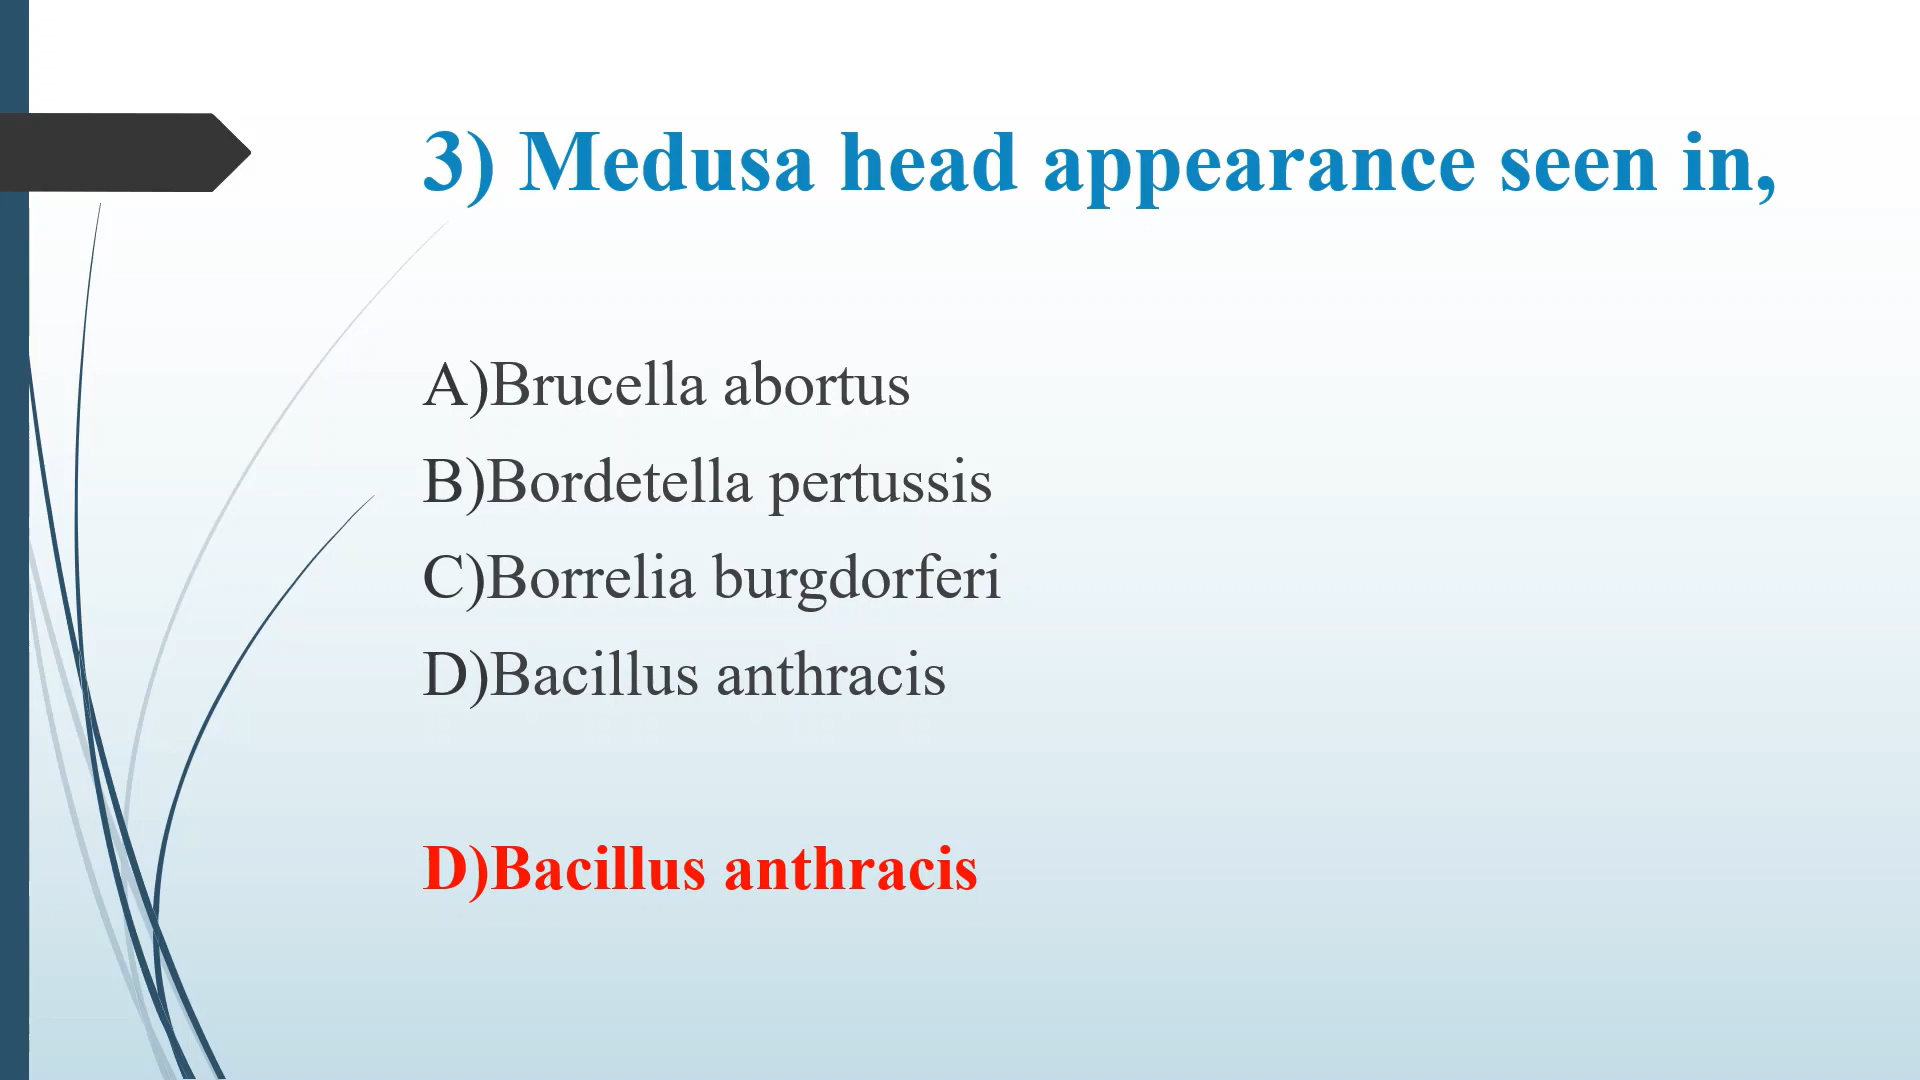 3) Medusa head appearance seen in,
A)Brucella abortus
B)Bordetella pertussis
C)Borrelia burgdorferi
D)Bacillus anthracis
D)Bacillus anthracis